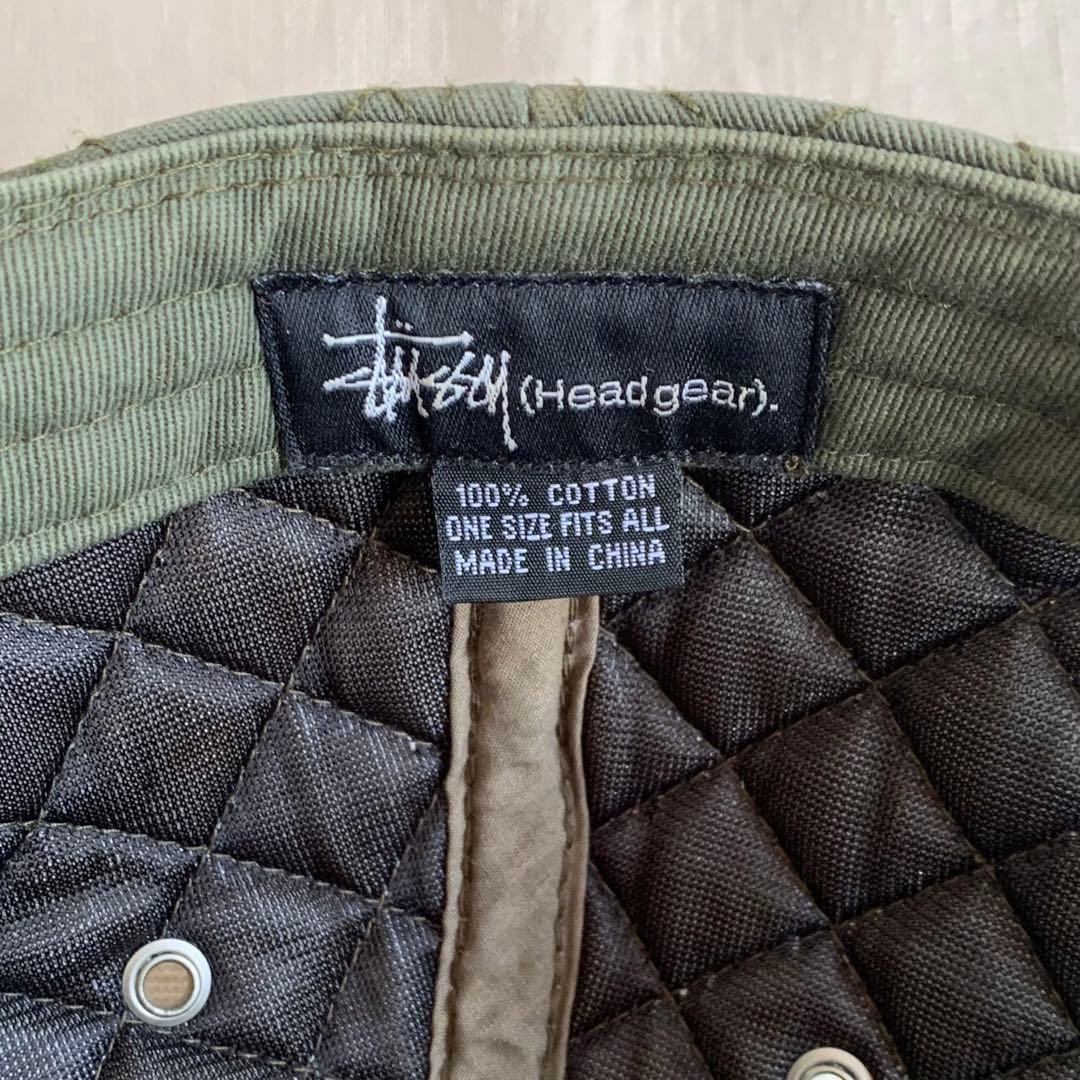 Stüssy (Headgear).
100% COTTON
ONE SIZE FITS ALL
MADE IN CHINA